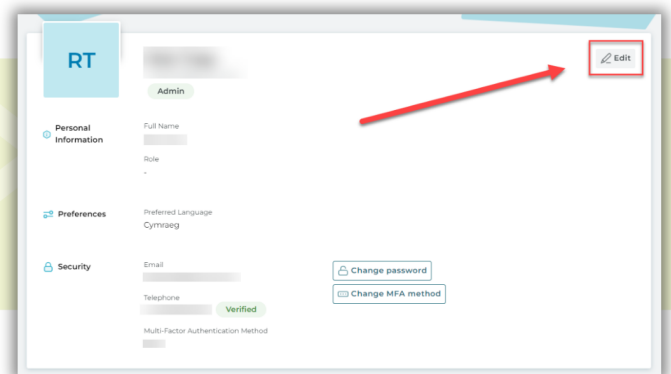 RT
Edit
Admin
Personal
Information
Full Name
Role
-
Preferences
Preferred Language
Cymraeg
Security
Email
Change password
Telephone
Verified
Change MFA method
Multi-Factor Authentication Method